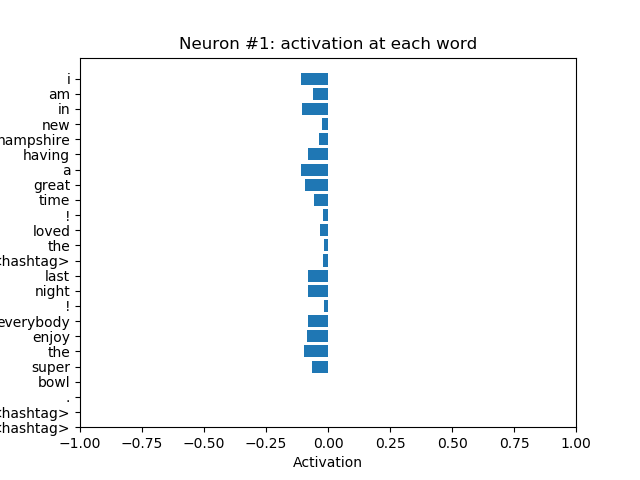 Neuron #1: activation at each word
i
am
in
new
hampshire
having
a
great
time
!
loved
the
hashtag>
last
night
!
everybody
enjoy
the
super
bowl
.
hashtag>
hashtag>
−1.00 −0.75 −0.50 −0.25 0.00 0.25 0.50 0.75 1.00
Activation